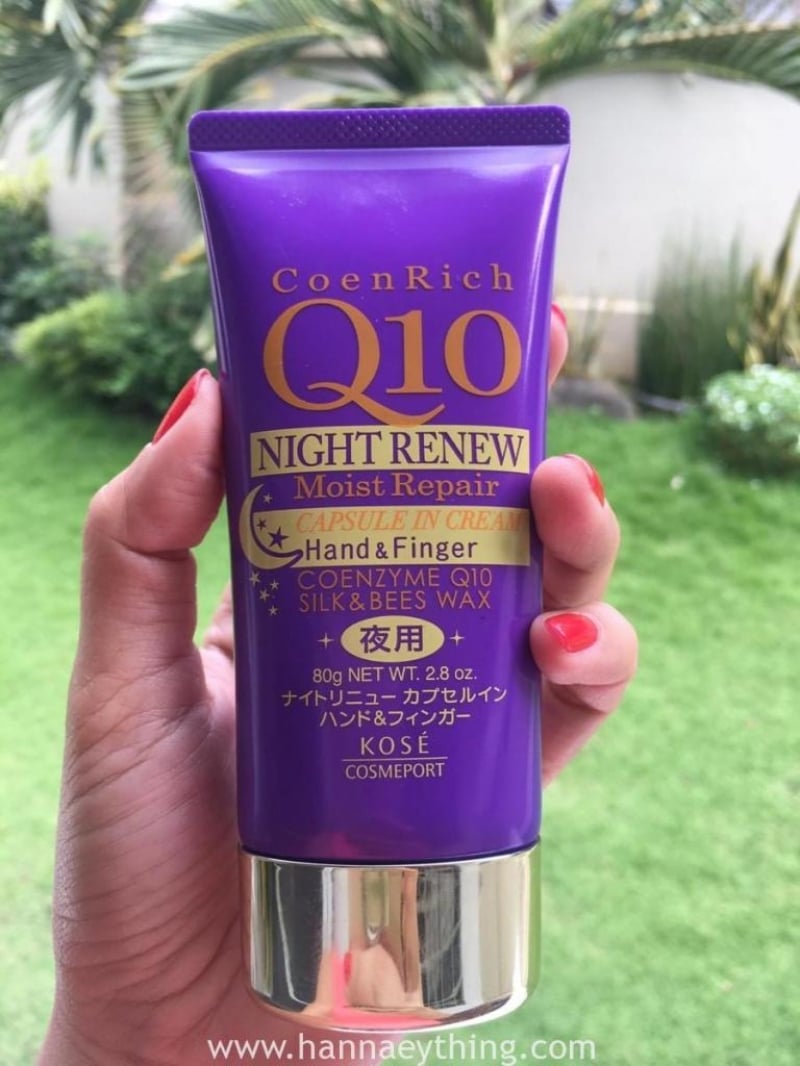 CoenRich
Q10
NIGHT RENEW
Moist Repair
CAPSULE IN CREAM
Hand & Finger
COENZYME Q10
SILK&BEES WAX
夜用
80g NET WT. 2.8 oz.
ナイトリニュー カプセルイン
ハンド&フィンガー
KOSÉ
COSMEPORT
www.hannaeything.com